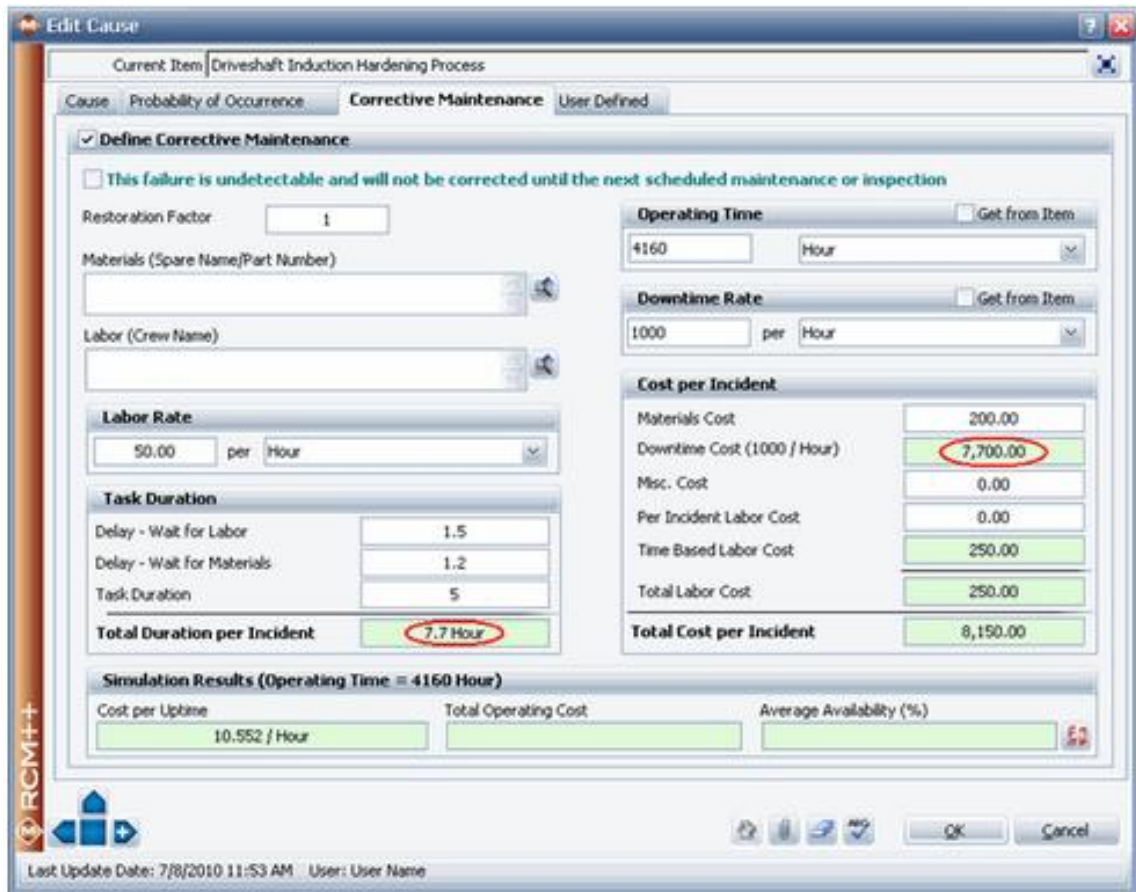 Edit Cause
Current Item Driveshaft Induction Hardening Process
Cause Probability of Occurrence Corrective Maintenance User Defined
Define Corrective Maintenance
This failure is undetectable and will not be corrected until the next scheduled maintenance or inspection
Restoration Factor 1
Materials (Spare Name/Part Number)
Labor (Crew Name)
Labor Rate
50.00 per Hour
Task Duration
Delay - Wait for Labor 1.5
Delay - Wait for Materials 1.2
Task Duration 5
Total Duration per Incident 7.7 Hour
Operating Time Get from Item
4160 Hour
Downtime Rate Get from Item
1000 per Hour
Cost per Incident
Materials Cost 200.00
Downtime Cost (1000 / Hour) 7,700.00
Misc. Cost 0.00
Per Incident Labor Cost 0.00
Time Based Labor Cost 250.00
Total Labor Cost 250.00
Total Cost per Incident 8,150.00
Simulation Results (Operating Time = 4160 Hour)
Cost per Uptime Total Operating Cost Average Availability (%)
10.552 / Hour
RCM++
OK Cancel
Last Update Date: 7/8/2010 11:53 AM User: User Name